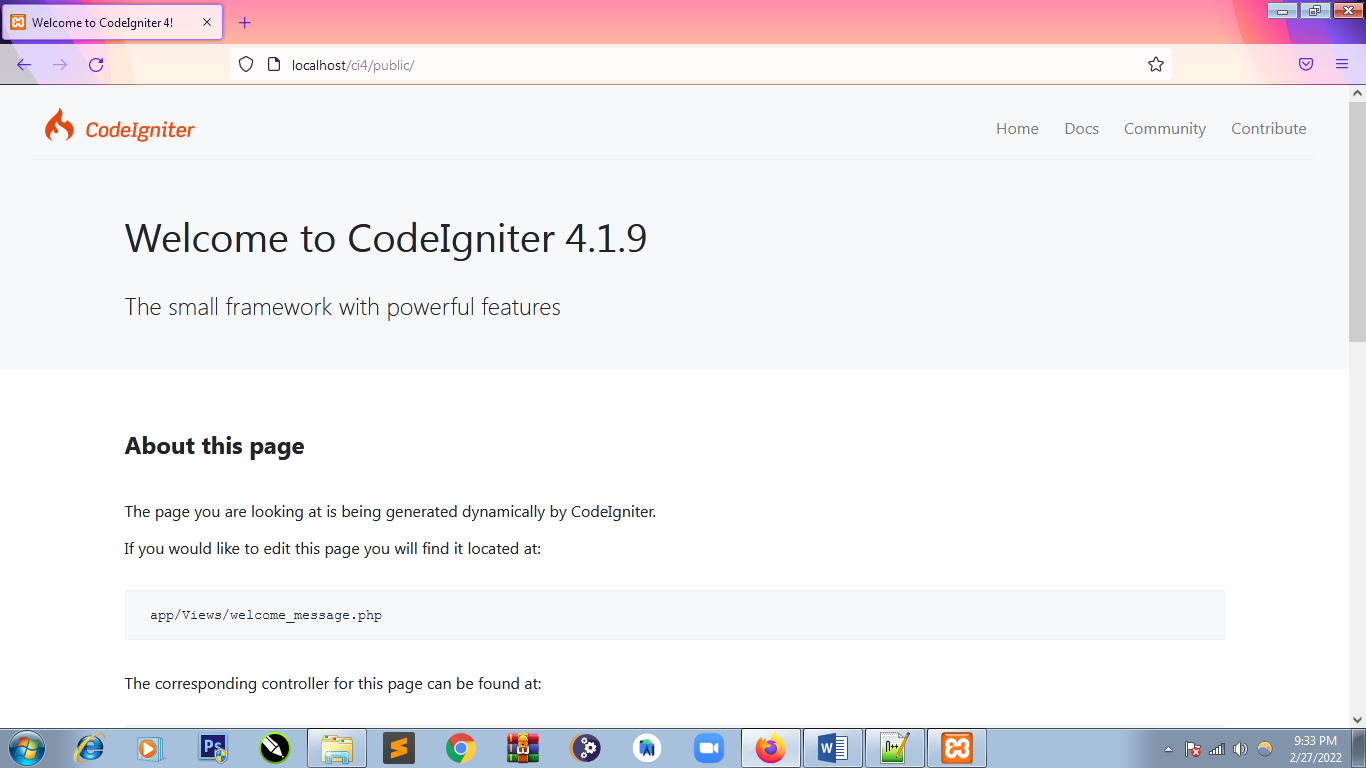 Welcome to CodeIgniter 4!
localhost/ci4/public/
CodeIgniter
Home Docs Community Contribute
Welcome to CodeIgniter 4.1.9
The small framework with powerful features
About this page
The page you are looking at is being generated dynamically by CodeIgniter.
If you would like to edit this page you will find it located at:
app/Views/welcome_message.php
The corresponding controller for this page can be found at:
Ps
9:33 PM
2/27/2022